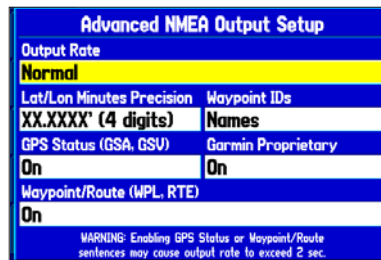 Advanced NMEA Output Setup
Output Rate
Normal
Lat/Lon Minutes Precision Waypoint IDs
XX.XXXX' (4 digits) Names
GPS Status (GSA, GSV) Garmin Proprietary
On On
Waypoint/Route (WPL, RTE)
On
WARNING: Enabling GPS Status or Waypoint/Route
sentences may cause output rate to exceed 2 sec.